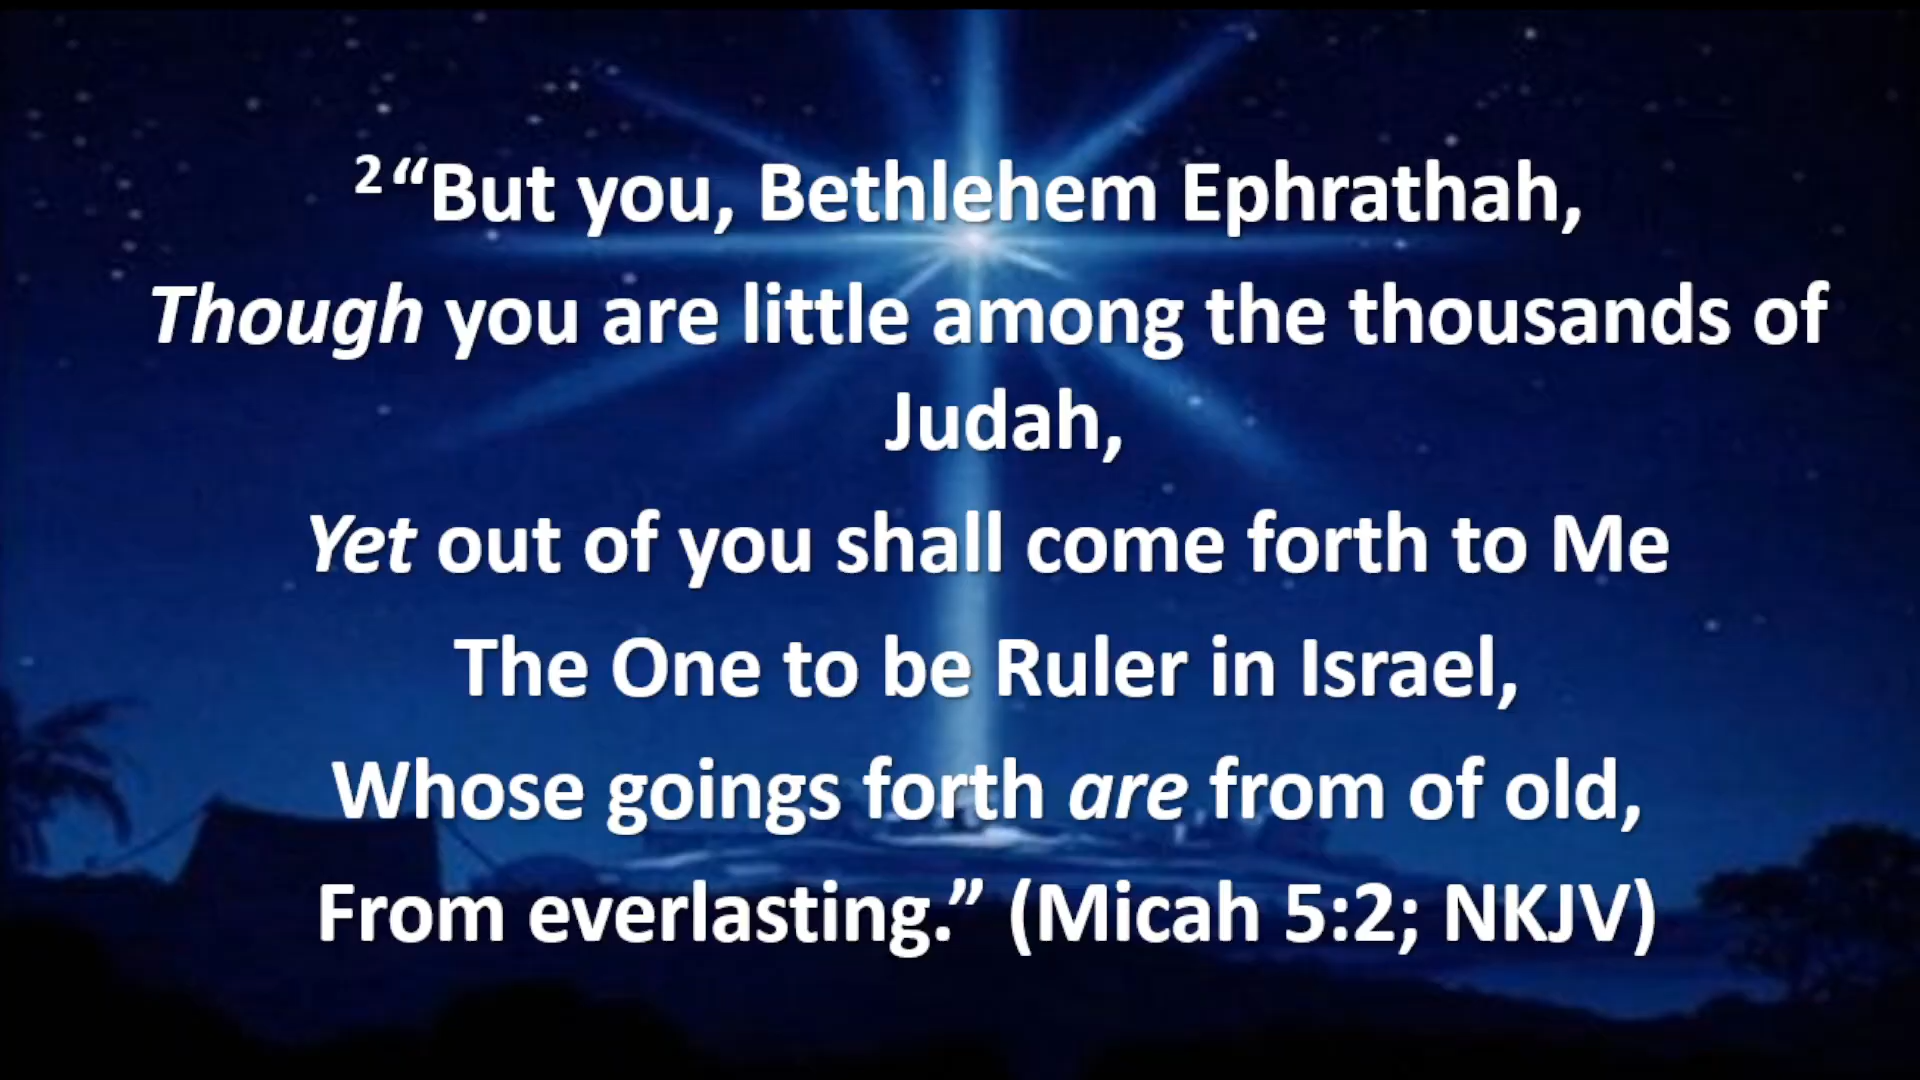 2 “But you, Bethlehem Ephrathah,
Though you are little among the thousands of
Judah,
Yet out of you shall come forth to Me
The One to be Ruler in Israel,
Whose goings forth are from of old,
From everlasting.” (Micah 5:2; NKJV)